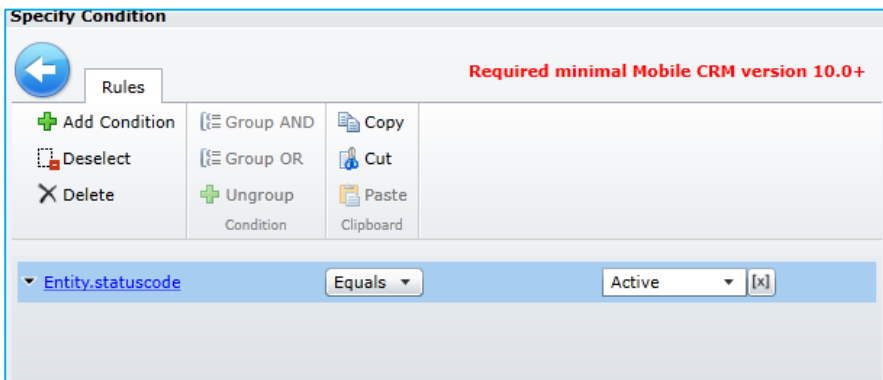 Specify Condition
Required minimal Mobile CRM version 10.0+
Rules
Add Condition
Deselect
Delete
Group AND
Group OR
Ungroup
Condition
Copy
Cut
Paste
Clipboard
Entity.statuscode Equals Active [x]